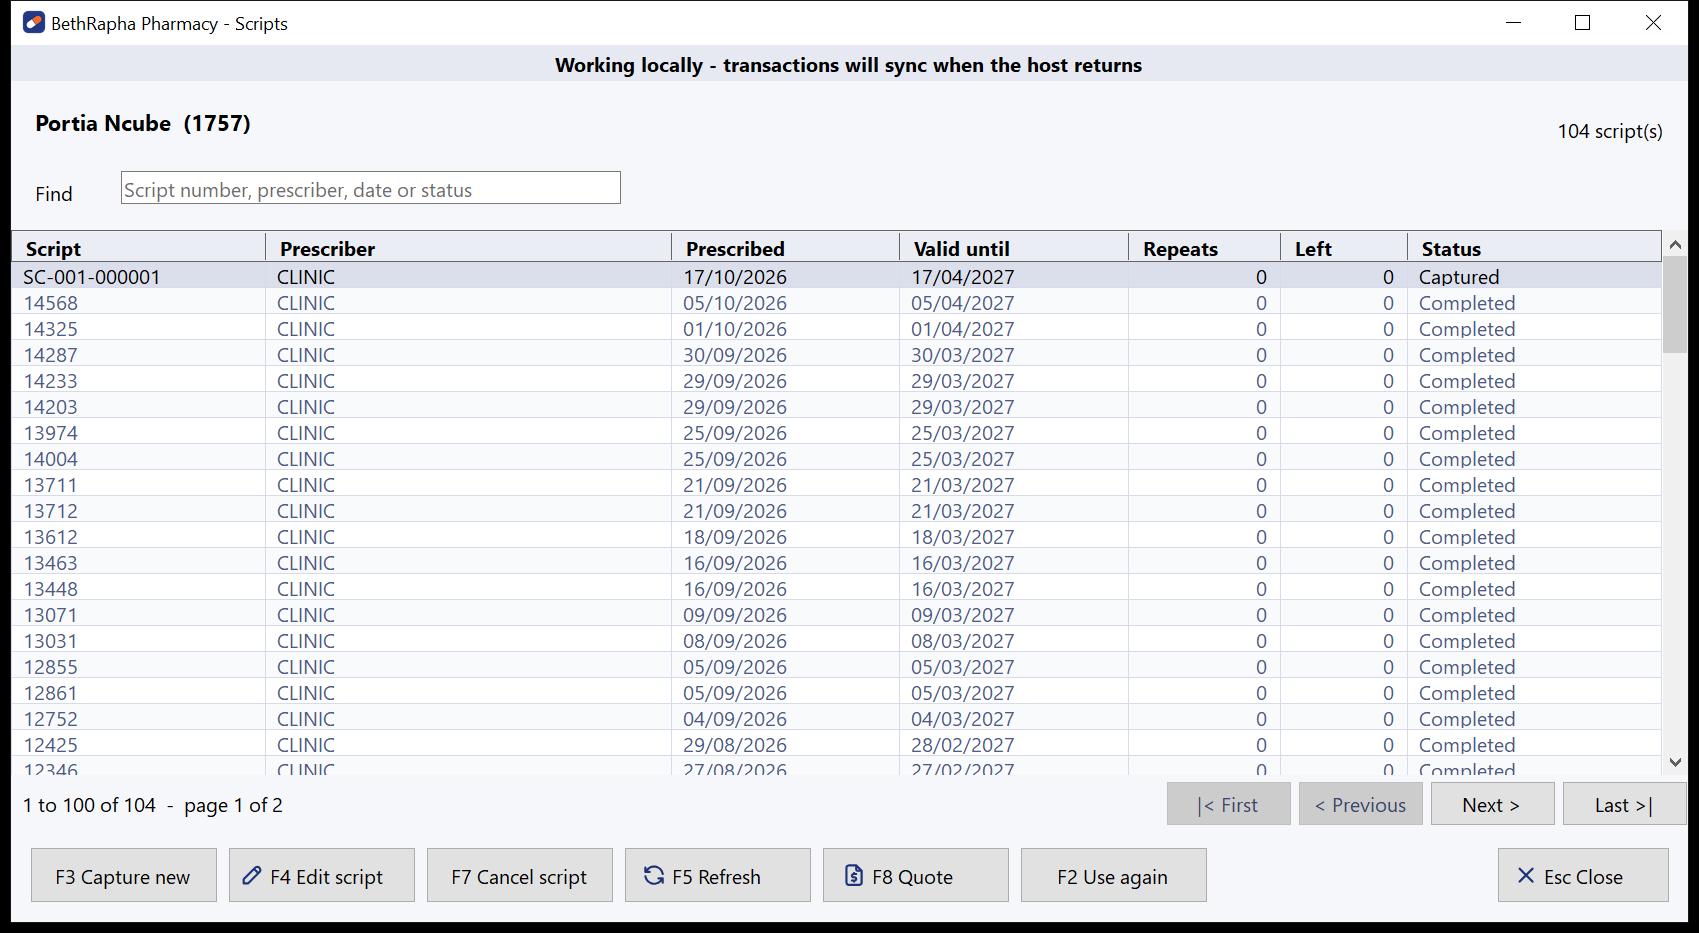 BethRapha Pharmacy - Scripts
Working locally - transactions will sync when the host returns
Portia Ncube (1757)
104 script(s)
Find Script number, prescriber, date or status
Script Prescriber Prescribed Valid until Repeats Left Status
SC-001-000001 CLINIC 17/10/2026 17/04/2027 0 0 Captured
14568 CLINIC 05/10/2026 05/04/2027 0 0 Completed
14325 CLINIC 01/10/2026 01/04/2027 0 0 Completed
14287 CLINIC 30/09/2026 30/03/2027 0 0 Completed
14233 CLINIC 29/09/2026 29/03/2027 0 0 Completed
14203 CLINIC 29/09/2026 29/03/2027 0 0 Completed
13974 CLINIC 25/09/2026 25/03/2027 0 0 Completed
14004 CLINIC 25/09/2026 25/03/2027 0 0 Completed
13711 CLINIC 21/09/2026 21/03/2027 0 0 Completed
13712 CLINIC 21/09/2026 21/03/2027 0 0 Completed
13612 CLINIC 18/09/2026 18/03/2027 0 0 Completed
13463 CLINIC 16/09/2026 16/03/2027 0 0 Completed
13448 CLINIC 16/09/2026 16/03/2027 0 0 Completed
13071 CLINIC 09/09/2026 09/03/2027 0 0 Completed
13031 CLINIC 08/09/2026 08/03/2027 0 0 Completed
12855 CLINIC 05/09/2026 05/03/2027 0 0 Completed
12861 CLINIC 05/09/2026 05/03/2027 0 0 Completed
12752 CLINIC 04/09/2026 04/03/2027 0 0 Completed
12425 CLINIC 29/08/2026 28/02/2027 0 0 Completed
12346 CLINIC 27/08/2026 27/02/2027 0 0 Completed
1 to 100 of 104 - page 1 of 2 |< First < Previous Next > Last >|
F3 Capture new F4 Edit script F7 Cancel script F5 Refresh F8 Quote F2 Use again Esc Close